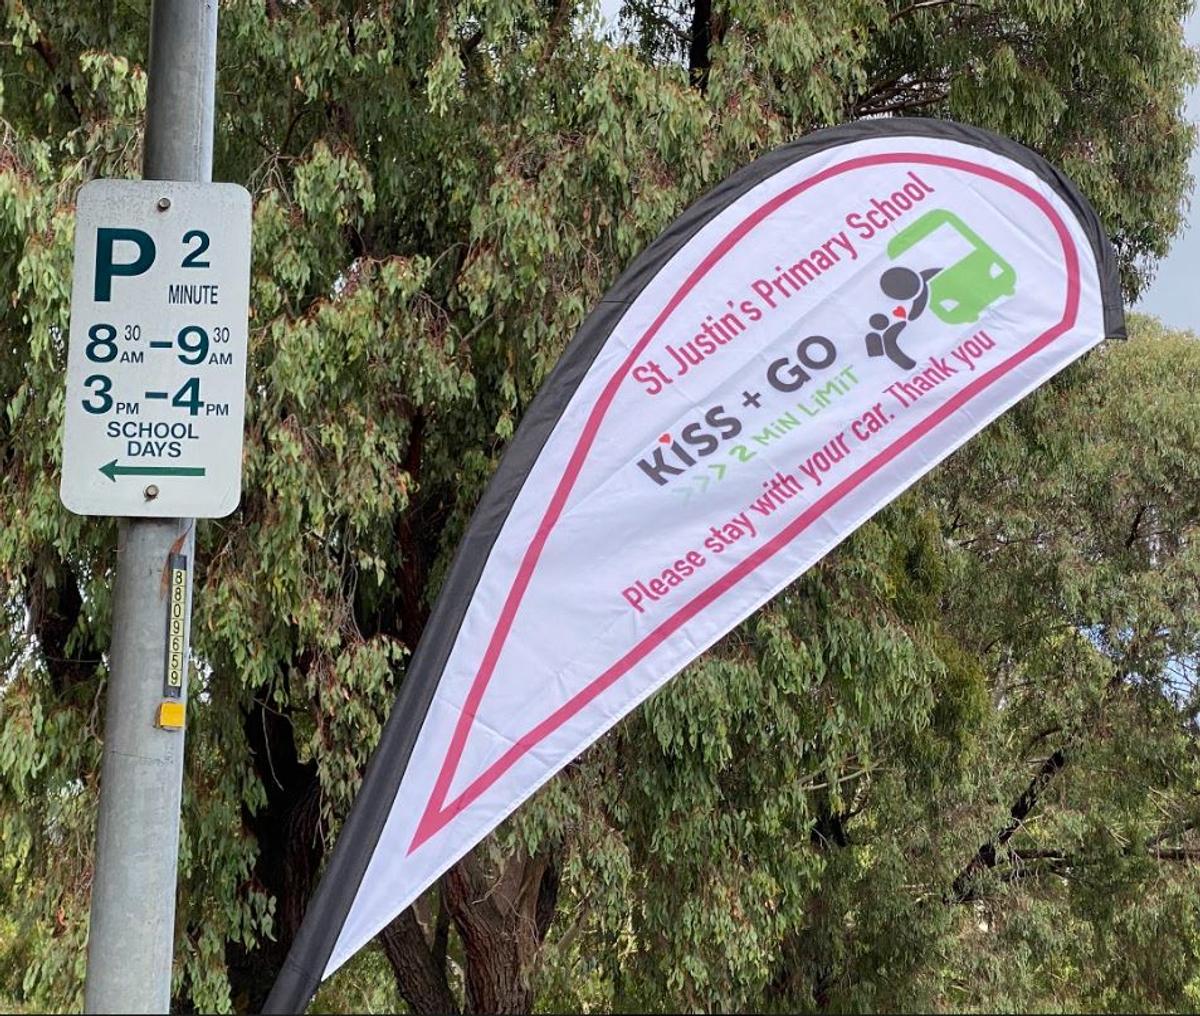 P 2
MINUTE
8 30 AM - 9 30 AM
3 PM - 4 PM
SCHOOL
DAYS
8809659
St Justin's Primary School
KiSS + GO
>>> 2 MiN LiMiT
Please stay with your car. Thank you